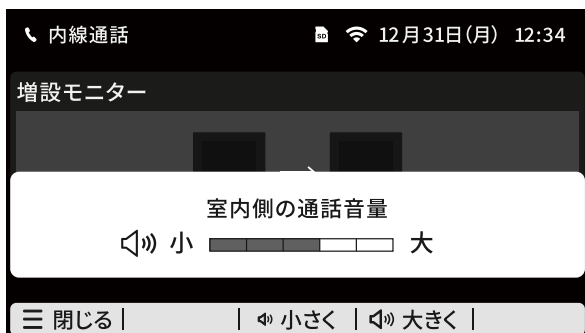 内線通話 SD 12月31日(月) 12:34
増設モニター
室内側の通話音量
小 大
閉じる 小さく 大きく